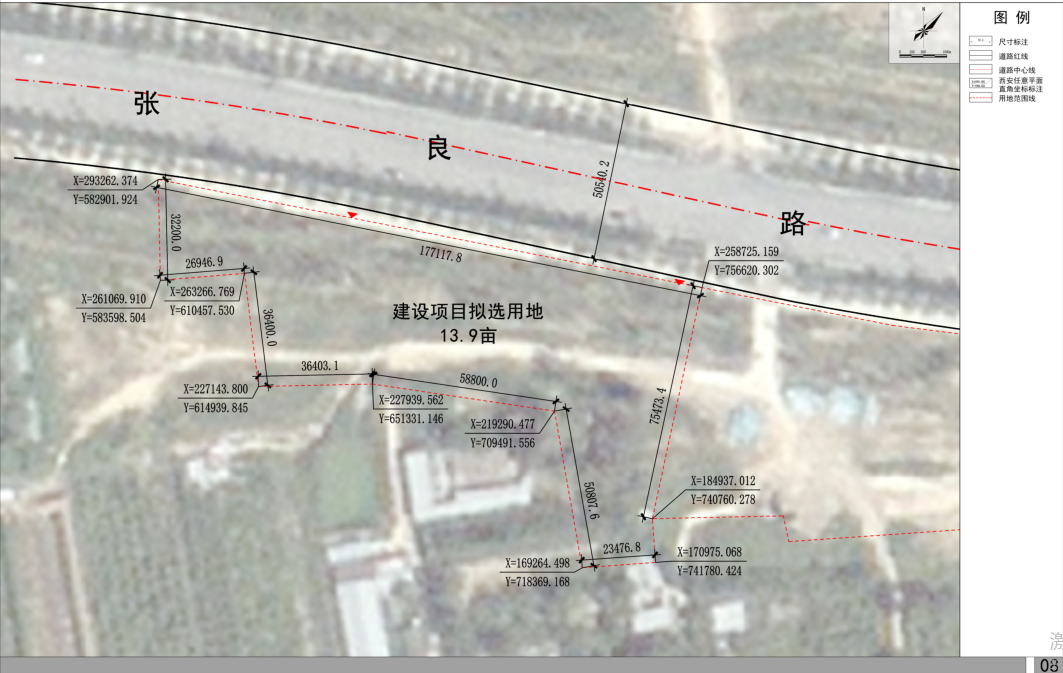 图 例
尺寸标注
道路红线
道路中心线
西安任意平面
直角坐标标注
用地范围线
N
张 良 路
50540.2
X=293262.374
Y=582901.924
32200.0
177117.8
X=258725.159
Y=756620.302
26946.9
X=261069.910
Y=583598.504
X=263266.769
Y=610457.530
建设项目拟选用地
13.9亩
36400.0
36403.1
58800.0
75473.4
X=227143.800
Y=614939.845
X=227939.562
Y=651331.146
X=219290.477
Y=709491.556
50807.6
X=184937.012
Y=740760.278
23476.8
X=169264.498
Y=718369.168
X=170975.068
Y=741780.424
08